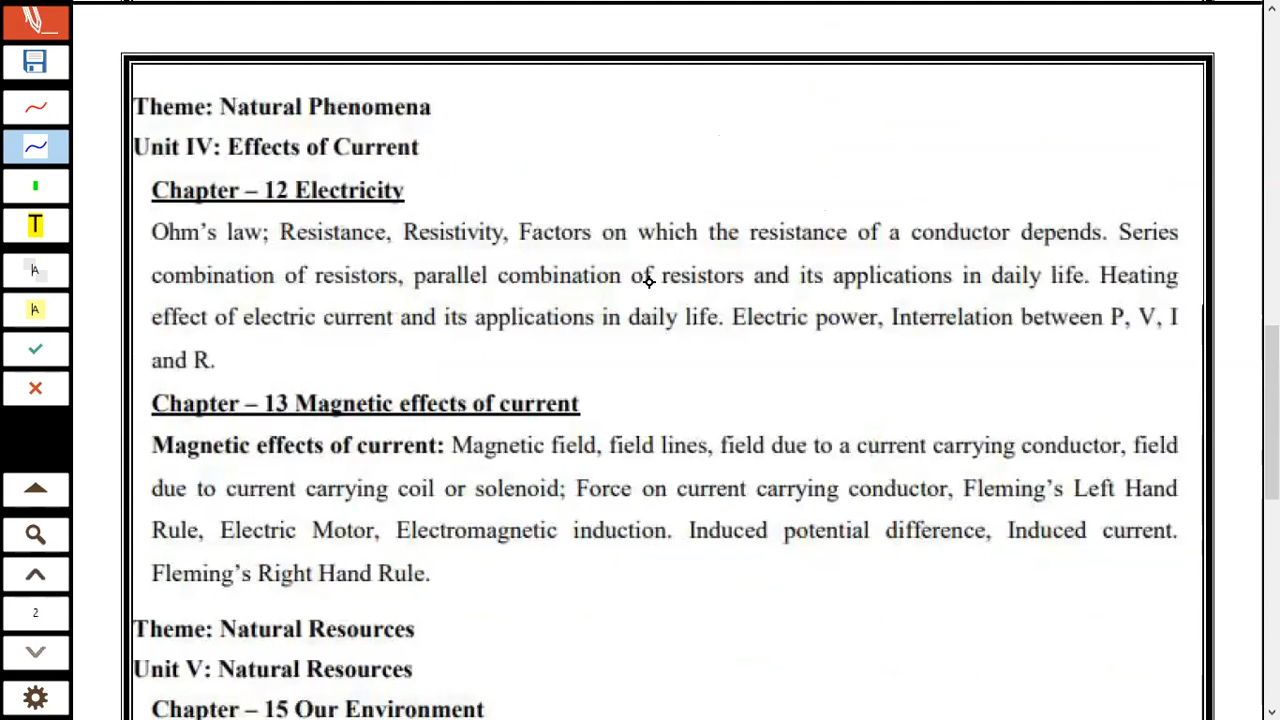 Theme: Natural Phenomena
Unit IV: Effects of Current
Chapter – 12 Electricity
Ohm's law; Resistance, Resistivity, Factors on which the resistance of a conductor depends. Series
combination of resistors, parallel combination of resistors and its applications in daily life. Heating
effect of electric current and its applications in daily life. Electric power, Interrelation between P, V, I
and R.
Chapter – 13 Magnetic effects of current
Magnetic effects of current: Magnetic field, field lines, field due to a current carrying conductor, field
due to current carrying coil or solenoid; Force on current carrying conductor, Fleming's Left Hand
Rule, Electric Motor, Electromagnetic induction. Induced potential difference, Induced current.
Fleming's Right Hand Rule.
Theme: Natural Resources
Unit V: Natural Resources
Chapter – 15 Our Environment
T
A
A
2